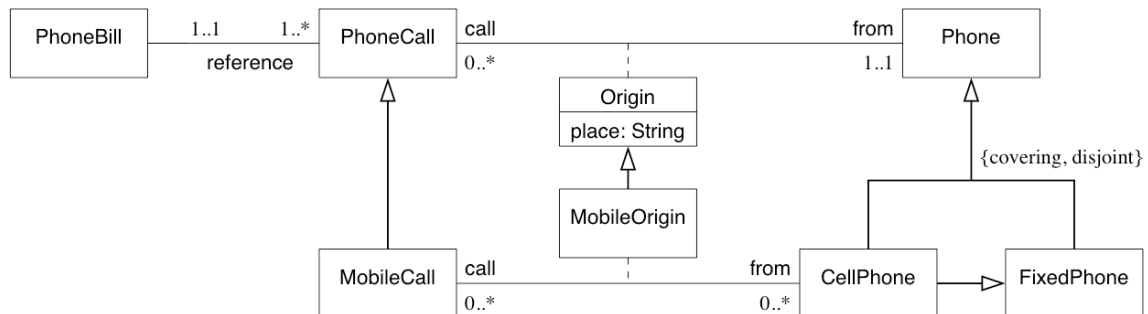 PhoneBill
1..1
1..*
reference
PhoneCall
call
0..*
from
1..1
Phone
Origin
place: String
{covering, disjoint}
MobileOrigin
MobileCall
call
0..*
from
0..*
CellPhone
FixedPhone